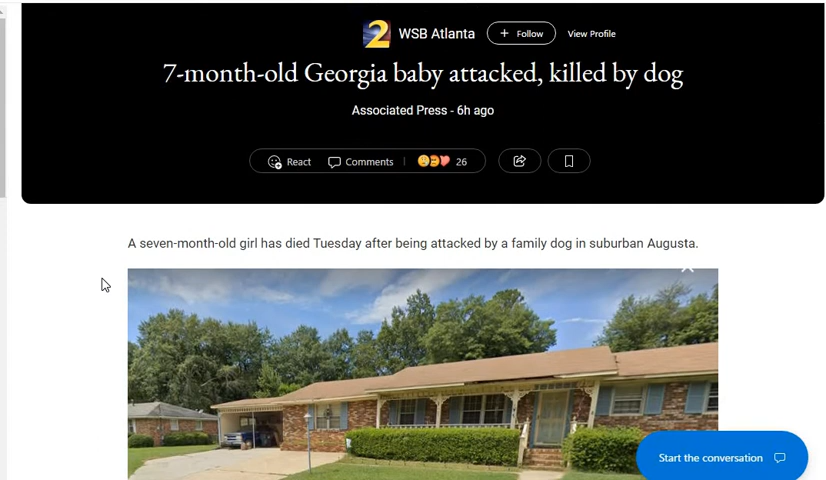 2 WSB Atlanta + Follow View Profile
7-month-old Georgia baby attacked, killed by dog
Associated Press - 6h ago
React Comments | 26
A seven-month-old girl has died Tuesday after being attacked by a family dog in suburban Augusta.
Start the conversation